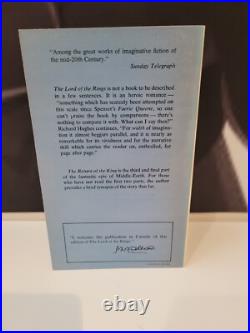 "Among the great works of imaginative fiction of
the mid-20th Century."
Sunday Telegraph
The Lord of the Rings is not a book to be described
in a few sentences. It is an heroic romance—
"something which has scarcely been attempted on
this scale since Spenser's Faerie Queene, so one
can't praise the book by comparisons—there's
nothing to compare it with. What can I say then?"
Richard Hughes continues, "For width of imagina-
tion it almost beggars parallel, and it is nearly as
remarkable for its vividness and for the narrative
skill which carries the reader on, enthralled, for
page after page."
The Return of the King is the third and final part
of the fantastic epic of Middle-Earth. For those
who have not read the first two parts, the author
provides a brief synopsis of the story thus far.
"I welcome the publication in Canada of this
edition of The Lord of the Rings."